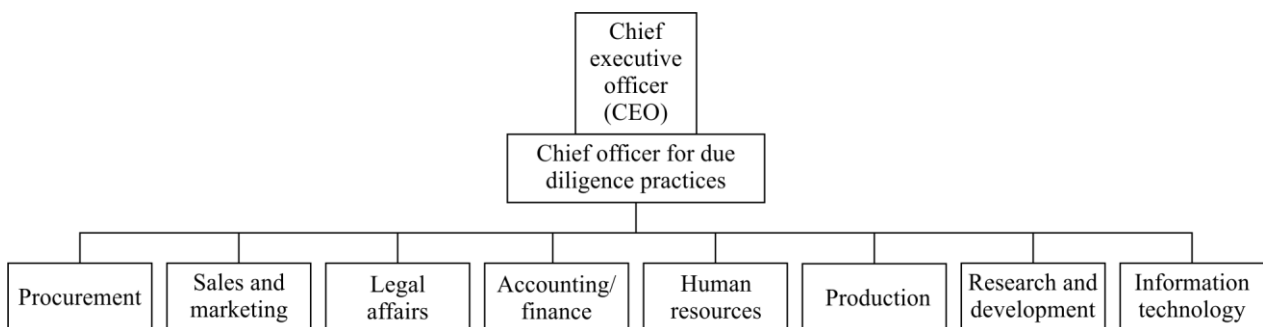 Chief
executive
officer
(CEO)
Chief officer for due
diligence practices
Procurement
Sales and
marketing
Legal
affairs
Accounting/
finance
Human
resources
Production
Research and
development
Information
technology